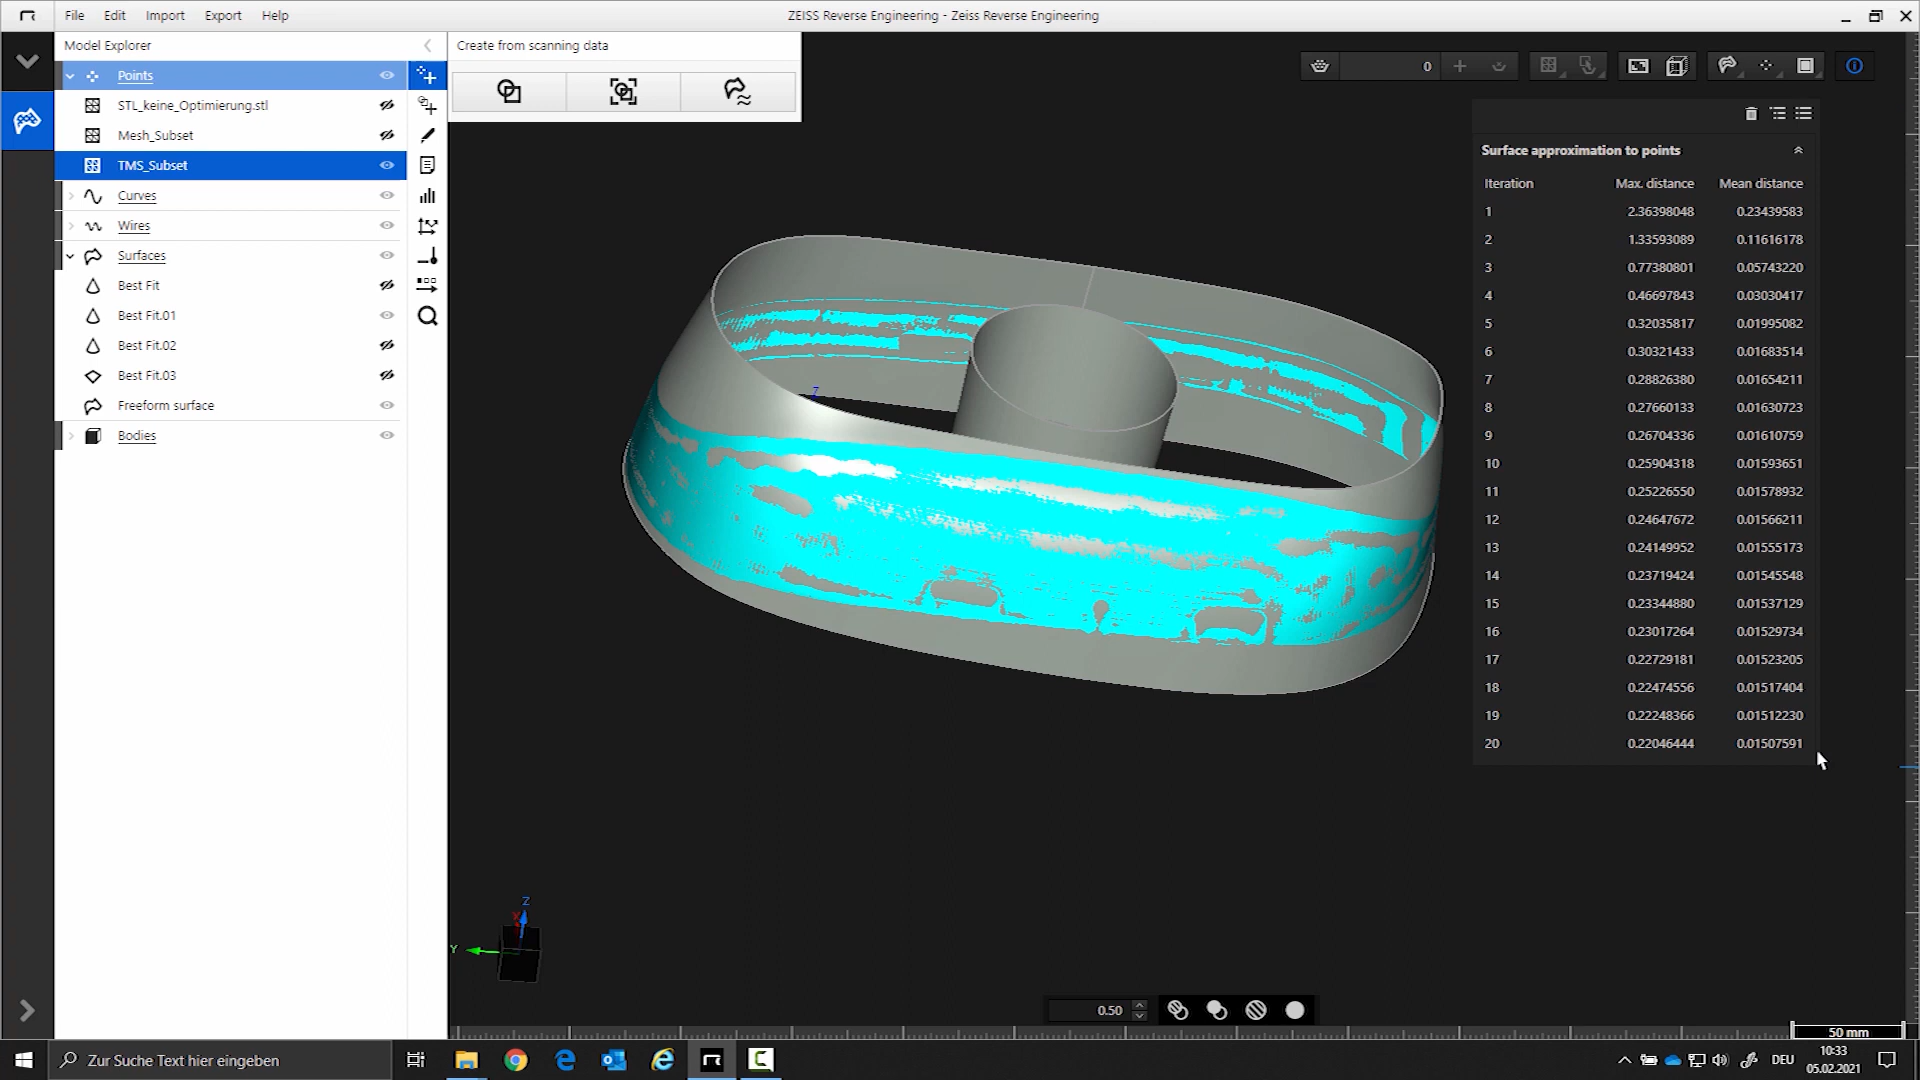 File Edit Import Export Help
ZEISS Reverse Engineering - Zeiss Reverse Engineering
Model Explorer
Create from scanning data
Points
STL_keine_Optimierung.stl
Mesh_Subset
TMS_Subset
Curves
Wires
Surfaces
Best Fit
Best Fit.01
Best Fit.02
Best Fit.03
Freeform surface
Bodies
0
Surface approximation to points
Iteration Max. distance Mean distance
1 2.36398048 0.23439583
2 1.33593089 0.11616178
3 0.77380801 0.05743220
4 0.46697843 0.03030417
5 0.32035817 0.01995082
6 0.30321433 0.01683514
7 0.28826380 0.01654211
8 0.27660133 0.01630723
9 0.26704336 0.01610759
10 0.25904318 0.01593651
11 0.25226550 0.01578932
12 0.24647672 0.01566211
13 0.24149952 0.01555173
14 0.23719424 0.01545548
15 0.23344880 0.01537129
16 0.23017264 0.01529734
17 0.22729181 0.01523205
18 0.22474556 0.01517404
19 0.22248366 0.01512230
20 0.22046444 0.01507591
Z
Z
X
Y
0.50
50 mm
Zur Suche Text hier eingeben
DEU
10:33
05.02.2021